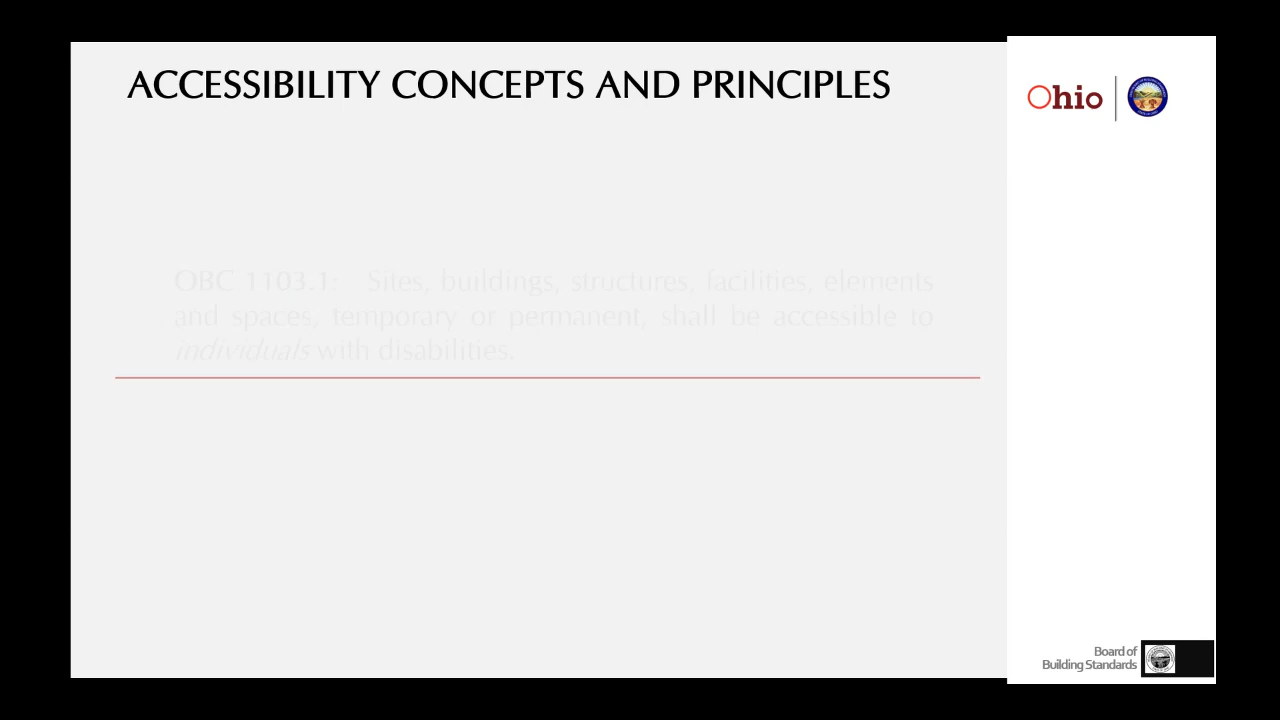 ACCESSIBILITY CONCEPTS AND PRINCIPLES
Ohio
OBC 1103.1: Sites, buildings, structures, facilities, elements
and spaces, temporary or permanent, shall be accessible to
individuals with disabilities.
Board of
Building Standards